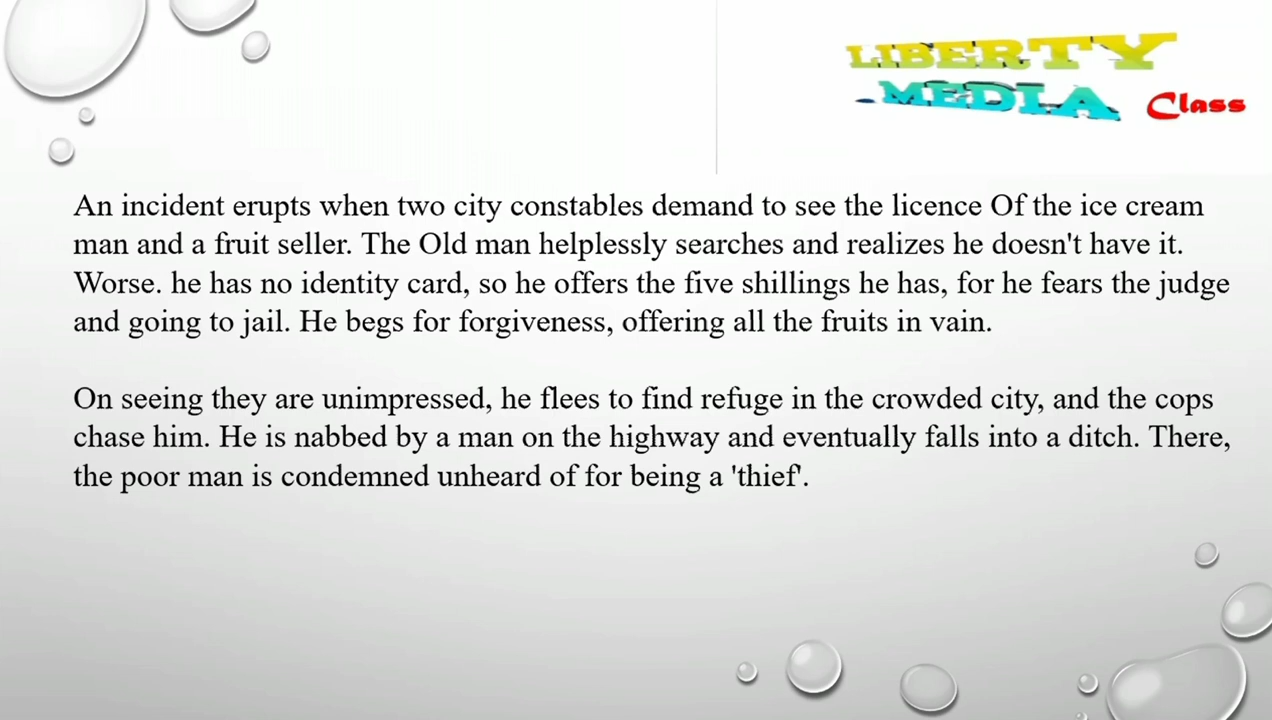 LIBERTY
MEDIA Class
An incident erupts when two city constables demand to see the licence Of the ice cream
man and a fruit seller. The Old man helplessly searches and realizes he doesn't have it.
Worse. he has no identity card, so he offers the five shillings he has, for he fears the judge
and going to jail. He begs for forgiveness, offering all the fruits in vain.
On seeing they are unimpressed, he flees to find refuge in the crowded city, and the cops
chase him. He is nabbed by a man on the highway and eventually falls into a ditch. There,
the poor man is condemned unheard of for being a 'thief'.